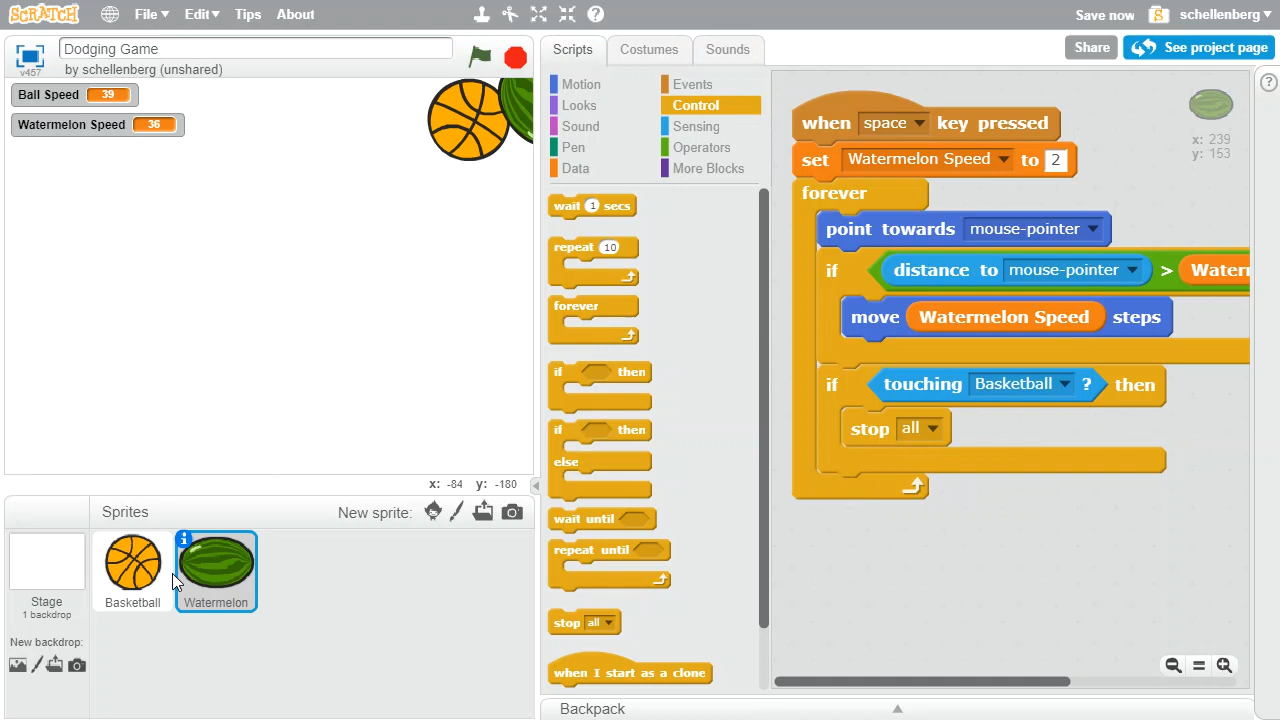 SCRATCH File▼ Edit▼ Tips About Save now schellenberg▼
v457 Dodging Game
by schellenberg (unshared)
Scripts Costumes Sounds Share See project page
Ball Speed 39
Watermelon Speed 36
x: -84 y: -180
Sprites New sprite:
Stage
1 backdrop
New backdrop:
Basketball
i Watermelon
Motion Events
Looks Control
Sound Sensing
Pen Operators
Data More Blocks
wait 1 secs
repeat 10
forever
if then
if then
else
wait until
repeat until
stop all ▼
when I start as a clone
when space ▼ key pressed
set Watermelon Speed ▼ to 2
forever
point towards mouse-pointer ▼
if distance to mouse-pointer ▼ > Watern
move Watermelon Speed steps
if touching Basketball ▼ ? then
stop all ▼
x: 239
y: 153
Backpack